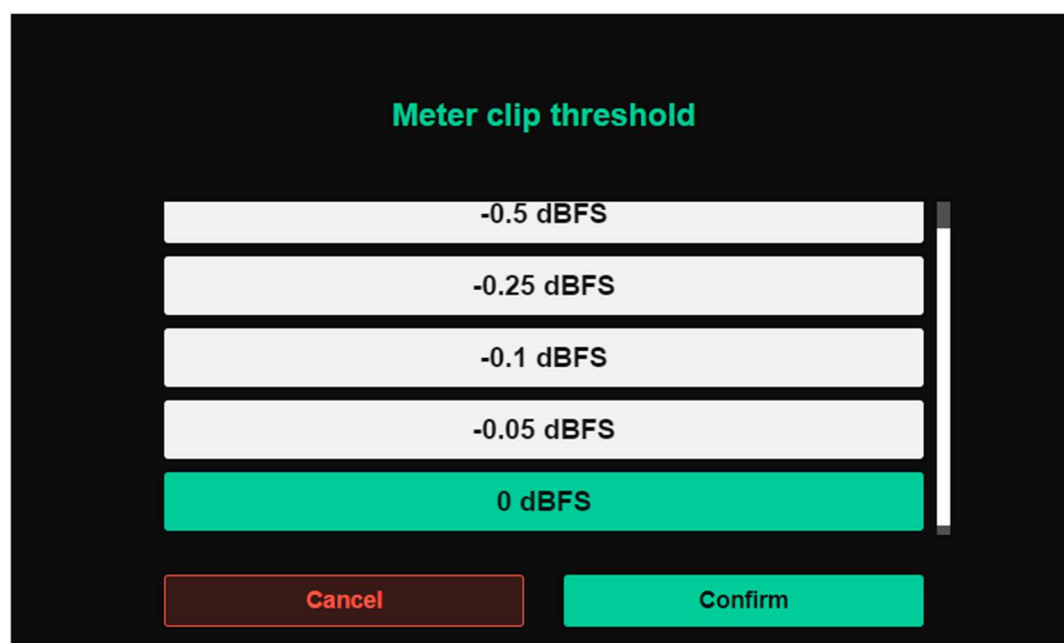 Meter clip threshold
-0.5 dBFS
-0.25 dBFS
-0.1 dBFS
-0.05 dBFS
0 dBFS
Cancel Confirm